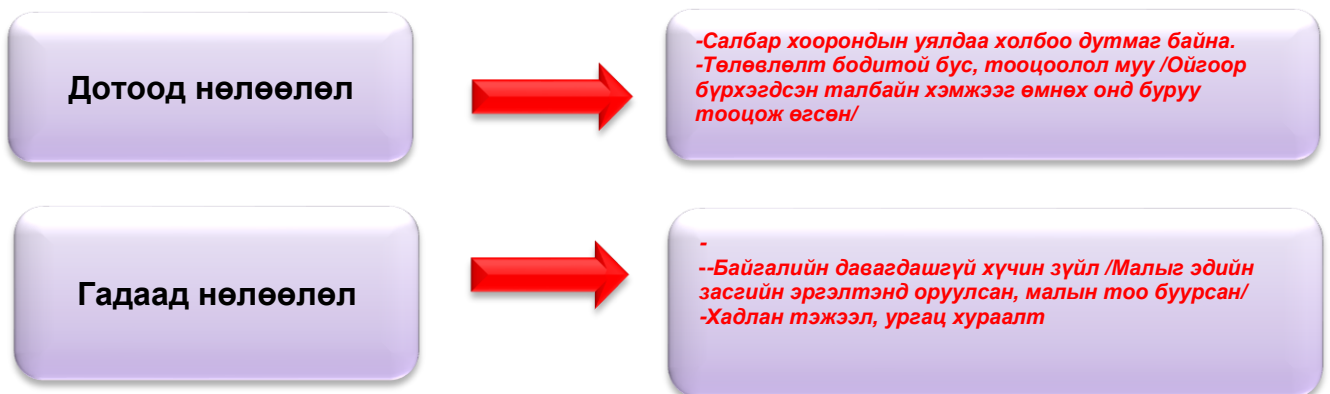 Дотоод нөлөөлөл
-Салбар хоорондын уялдаа холбоо дутмаг байна.
-Төлөвлөлт бодитой бус, тооцоолол муу /Ойгоор
бүрхэгдсэн талбайн хэмжээг өмнөх онд буруу
тооцож өгсөн/
Гадаад нөлөөлөл
-
--Байгалийн давагдашгүй хүчин зүйл /Малыг эдийн
засгийн эргэлтэнд оруулсан, малын тоо буурсан/
-Хадлан тэжээл, ургац хураалт